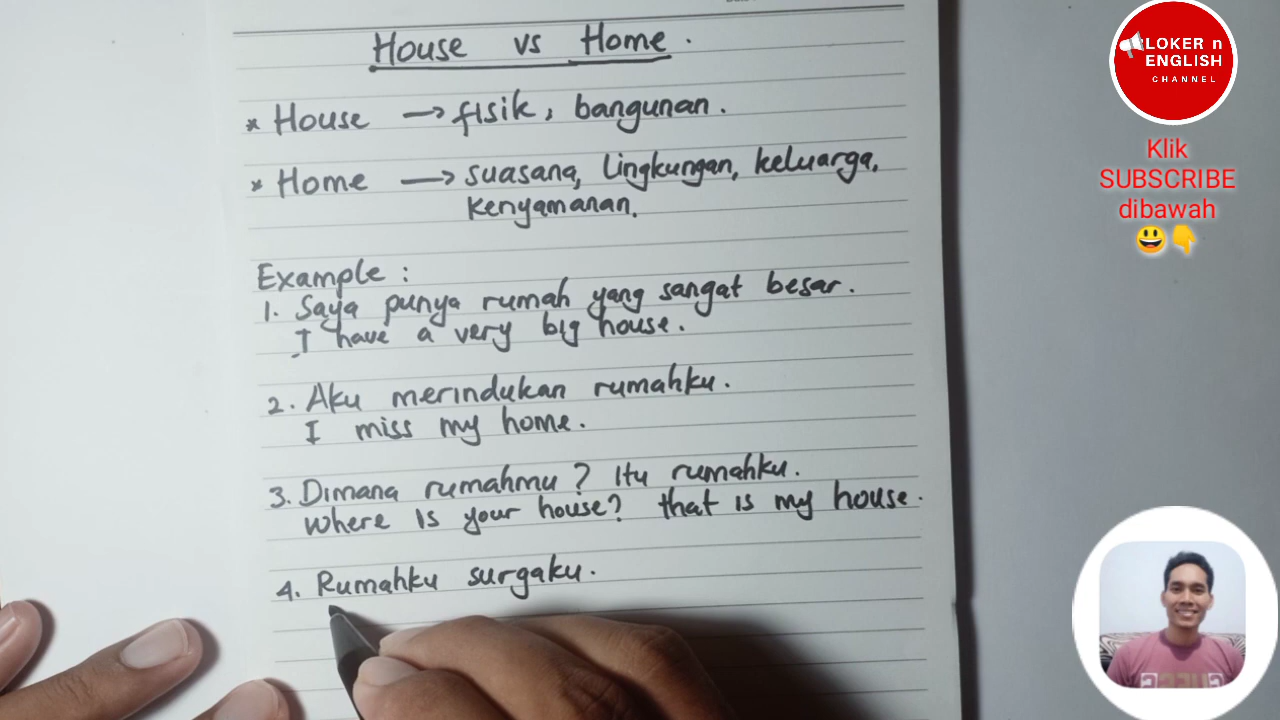 House vs Home.
* House → fisik, bangunan.
* Home → suasana, lingkungan, keluarga,
kenyamanan.
Example :
1. Saya punya rumah yang sangat besar.
I have a very big house.
2. Aku merindukan rumahku.
I miss my home.
3. Dimana rumahmu? Itu rumahku.
Where is your house? that is my house.
4. Rumahku surgaku.
LOKER n
ENGLISH
CHANNEL
Klik
SUBSCRIBE
dibawah
😃👇